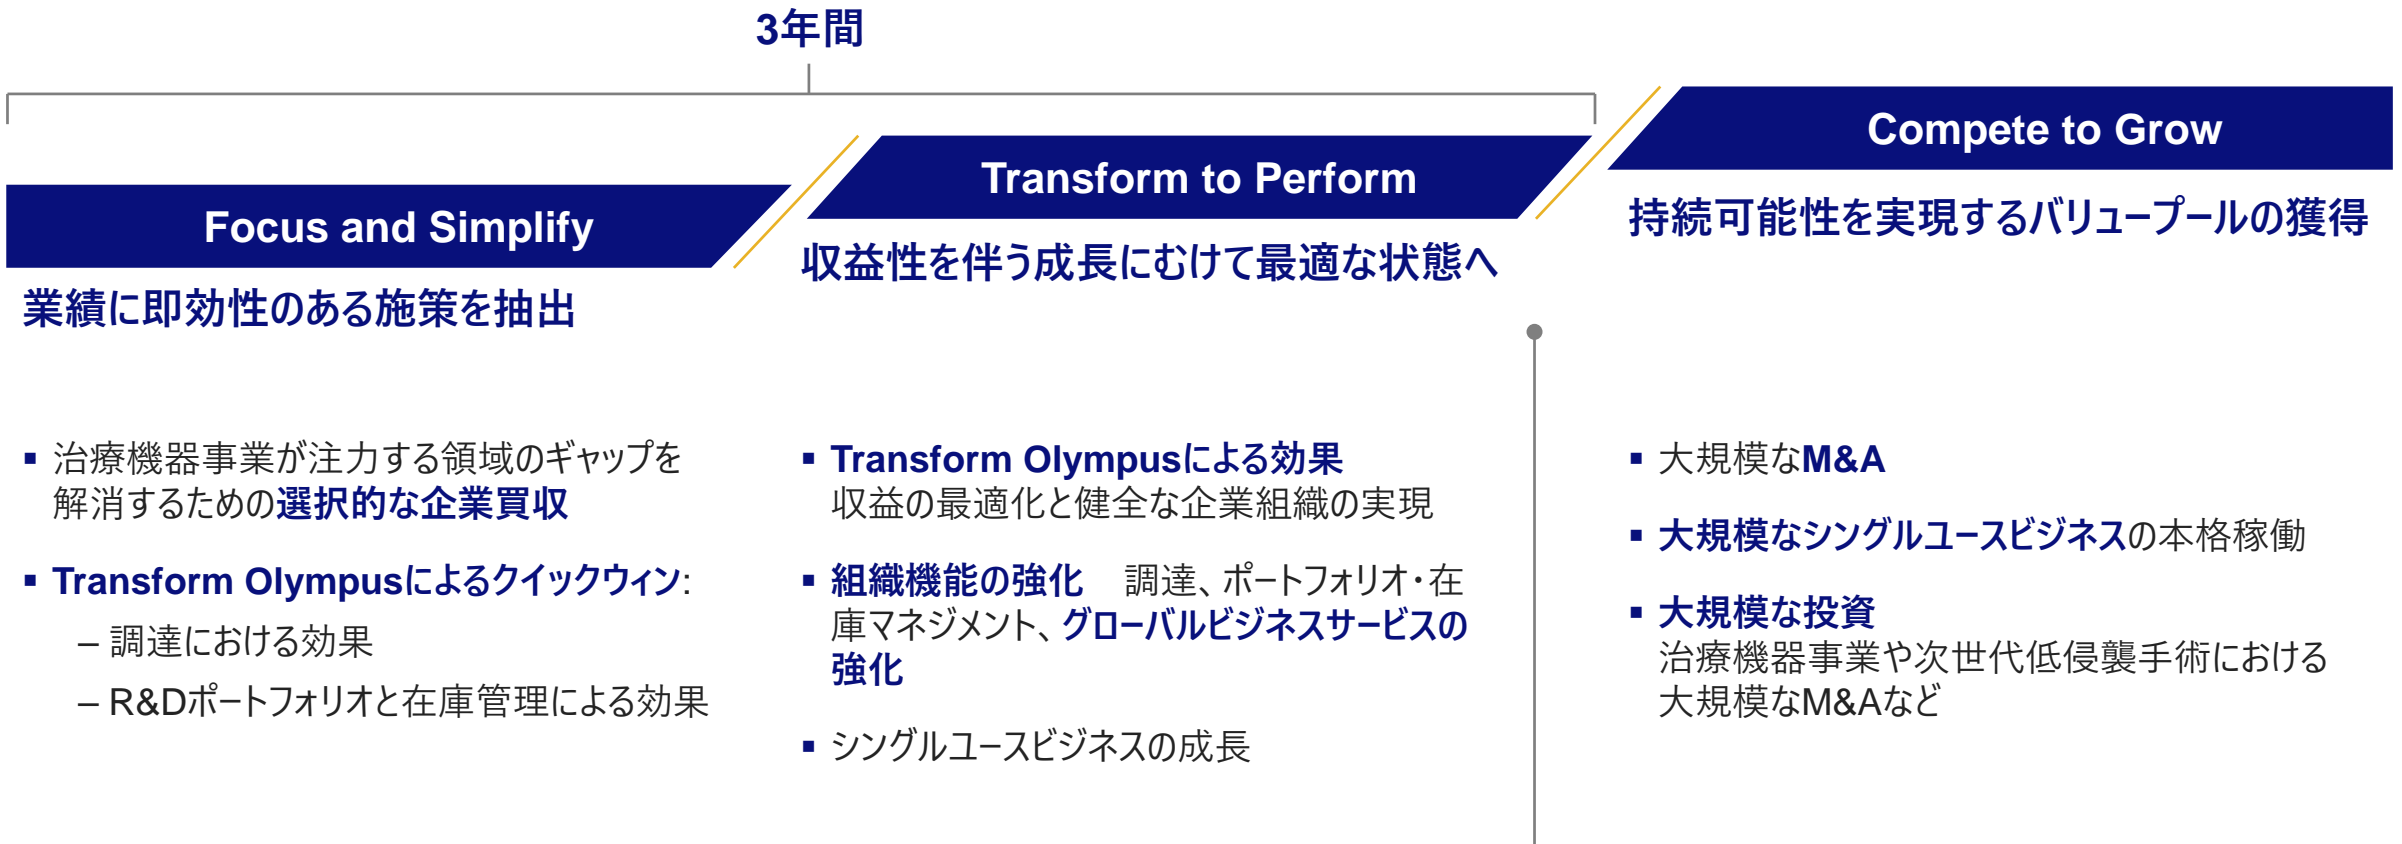 3年間
Focus and Simplify
業績に即効性のある施策を抽出
▪ 治療機器事業が注力する領域のギャップを
解消するための選択的な企業買収
▪ Transform Olympusによるクイックウィン:
– 調達における効果
– R&Dポートフォリオと在庫管理による効果
Transform to Perform
収益性を伴う成長にむけて最適な状態へ
▪ Transform Olympusによる効果
収益の最適化と健全な企業組織の実現
▪ 組織機能の強化　調達、ポートフォリオ・在
庫マネジメント、グローバルビジネスサービスの
強化
▪ シングルユースビジネスの成長
Compete to Grow
持続可能性を実現するバリュープールの獲得
▪ 大規模なM&A
▪ 大規模なシングルユースビジネスの本格稼働
▪ 大規模な投資
治療機器事業や次世代低侵襲手術における
大規模なM&Aなど